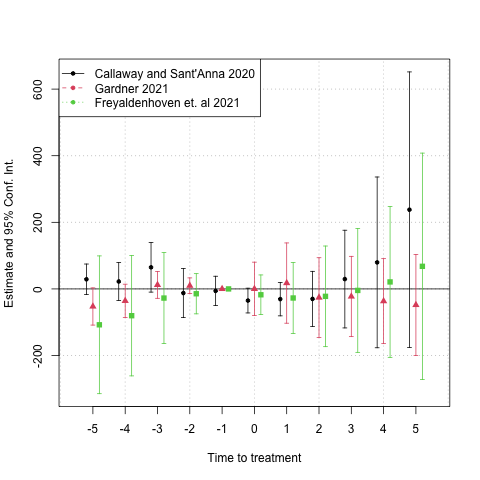 Callaway and Sant'Anna 2020
Gardner 2021
Freyaldenhoven et. al 2021
Estimate and 95% Conf. Int.
600
400
200
0
-200
-5 -4 -3 -2 -1 0 1 2 3 4 5
Time to treatment